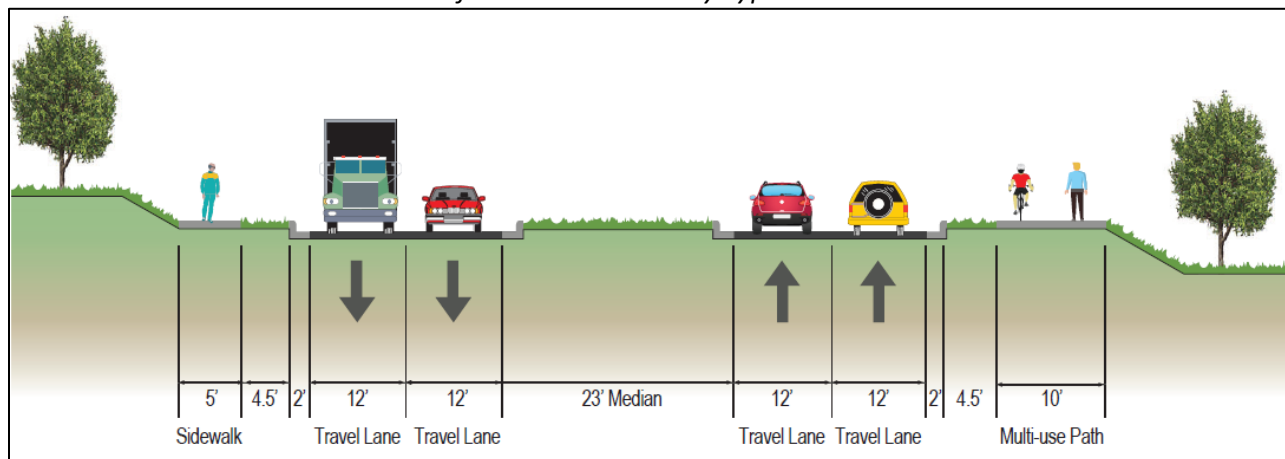 5' 4.5' 2' 12' 12' 23' Median 12' 12' 2' 4.5' 10'
Sidewalk Travel Lane Travel Lane Travel Lane Travel Lane Multi-use Path